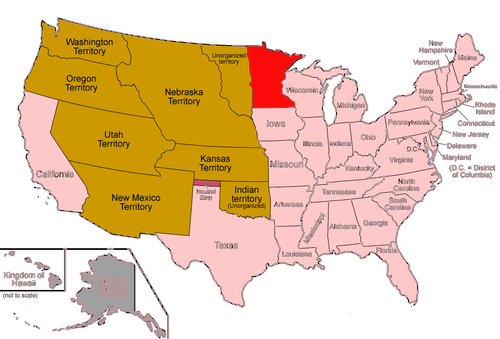 Washington
Territory
Oregon
Territory
Unorganized
territory
Nebraska
Territory
Utah
Territory
Kansas
Territory
New Mexico
Territory
Indian
territory
(Unorganized)
Neutral
Strip
California
Texas
Wisconsin
Iowa
Michigan
Illinois
Indiana
Ohio
Missouri
Kentucky
Arkansas
Tennessee
Mississippi
Alabama
Georgia
Louisiana
Florida
South
Carolina
North
Carolina
Virginia
D.C.
Pennsylvania
New
York
New
Hampshire
Vermont
Maine
Massachusetts
Rhode
Island
Connecticut
New Jersey
Delaware
Maryland
(D.C. = District
of Columbia)
Kingdom of
Hawaii
(not to scale)